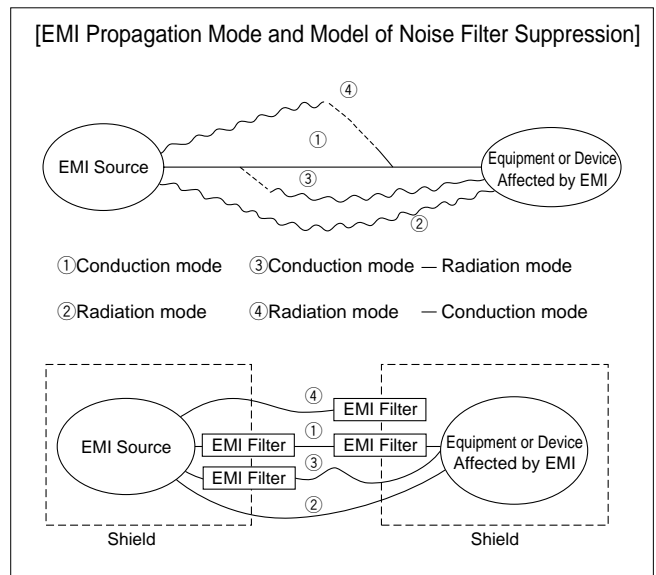 [EMI Propagation Mode and Model of Noise Filter Suppression]
④
①
EMI Source
Equipment or Device
Affected by EMI
③
②
①Conduction mode ③Conduction mode — Radiation mode
②Radiation mode ④Radiation mode — Conduction mode
④
EMI Filter
①
EMI Source
EMI Filter
EMI Filter
Equipment or Device
Affected by EMI
③
EMI Filter
②
Shield
Shield